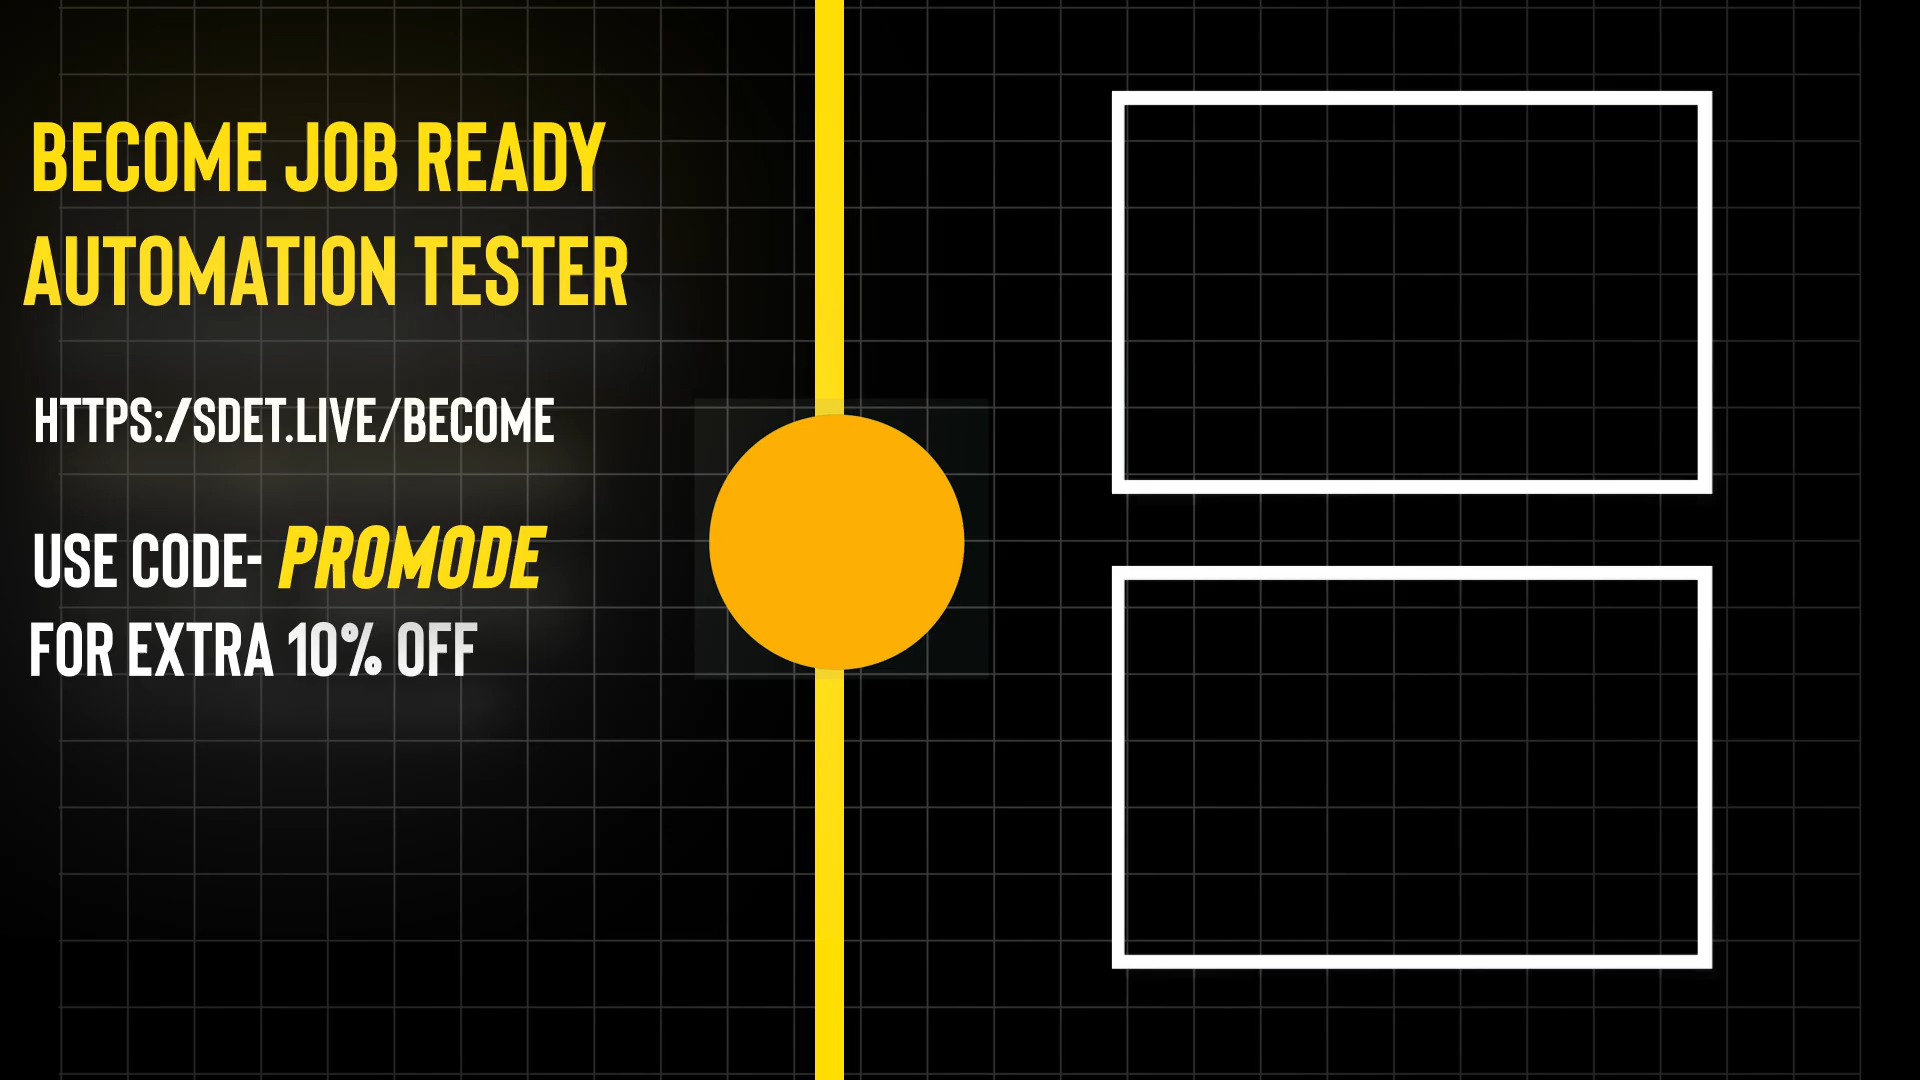 BECOME JOB READY
AUTOMATION TESTER
HTTPS://SDET.LIVE/BECOME
USE CODE- PROMODE
FOR EXTRA 10% OFF